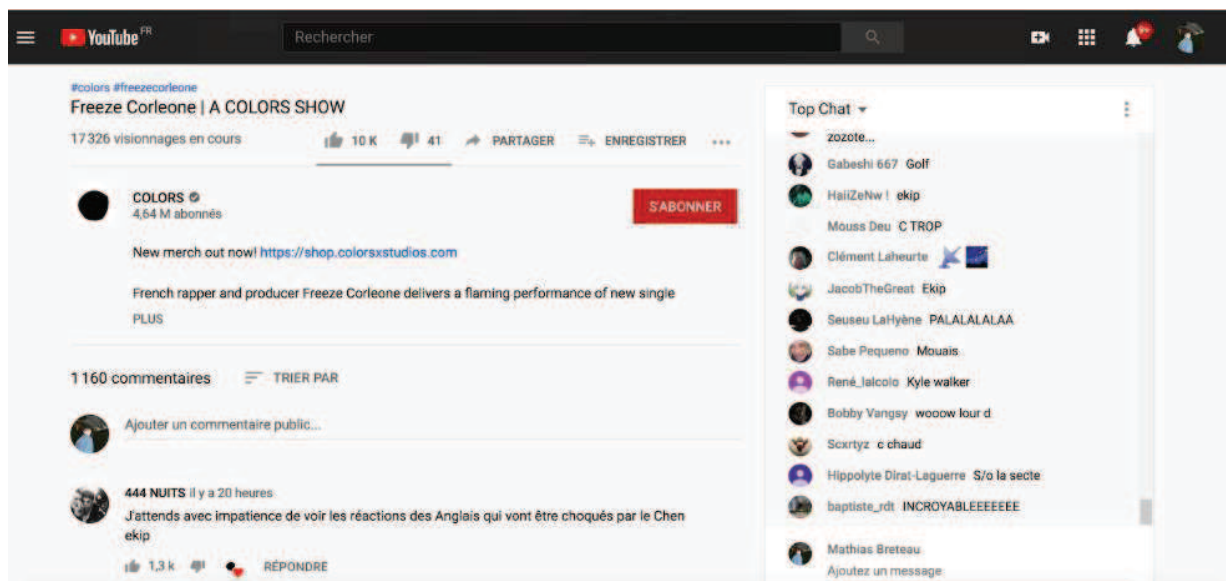 YouTube FR
Rechercher
9+
#colors #freezecorleone
Freeze Corleone | A COLORS SHOW
17 326 visionnages en cours
10 K
41
PARTAGER
ENREGISTRER
COLORS
4,64 M abonnés
S'ABONNER
New merch out now! https://shop.colorsxstudios.com
French rapper and producer Freeze Corleone delivers a flaming performance of new single
PLUS
1 160 commentaires
TRIER PAR
Ajouter un commentaire public...
444 NUITS il y a 20 heures
J'attends avec impatience de voir les réactions des Anglais qui vont être choqués par le Chen
ekip
1,3 k
RÉPONDRE
Top Chat
zozote...
Gabeshi 667 Golf
HaiiZeNw ! ekip
Mouss Deu C TROP
Clément Laheurte
JacobTheGreat Ekip
Seuseu LaHyène PALALALALAA
Sabe Pequeno Mouais
René_lalcolo Kyle walker
Bobby Vangsy wooow lour d
Scxrtyz c chaud
Hippolyte Dirat-Laguerre S/o la secte
baptiste_rdt INCROYABLEEEEEEE
Mathias Breteau
Ajoutez un message